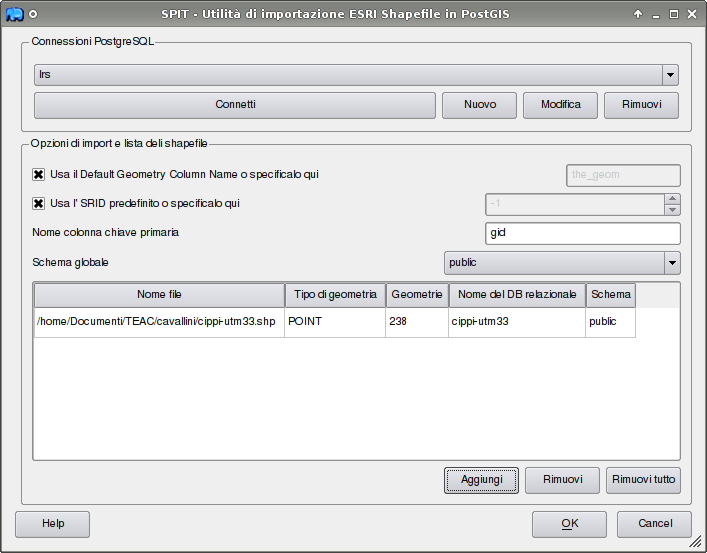 SPIT - Utilità di importazione ESRI Shapefile in PostGIS
Connessioni PostgreSQL
lrs
Connetti Nuovo Modifica Rimuovi
Opzioni di import e lista deli shapefile
Usa il Default Geometry Column Name o specificalo qui the_geom
Usa l' SRID predefinito o specificalo qui -1
Nome colonna chiave primaria gid
Schema globale public
Nome file Tipo di geometria Geometrie Nome del DB relazionale Schema
/home/Documenti/TEAC/cavallini/cippi-utm33.shp POINT 238 cippi-utm33 public
Aggiungi Rimuovi Rimuovi tutto
Help OK Cancel